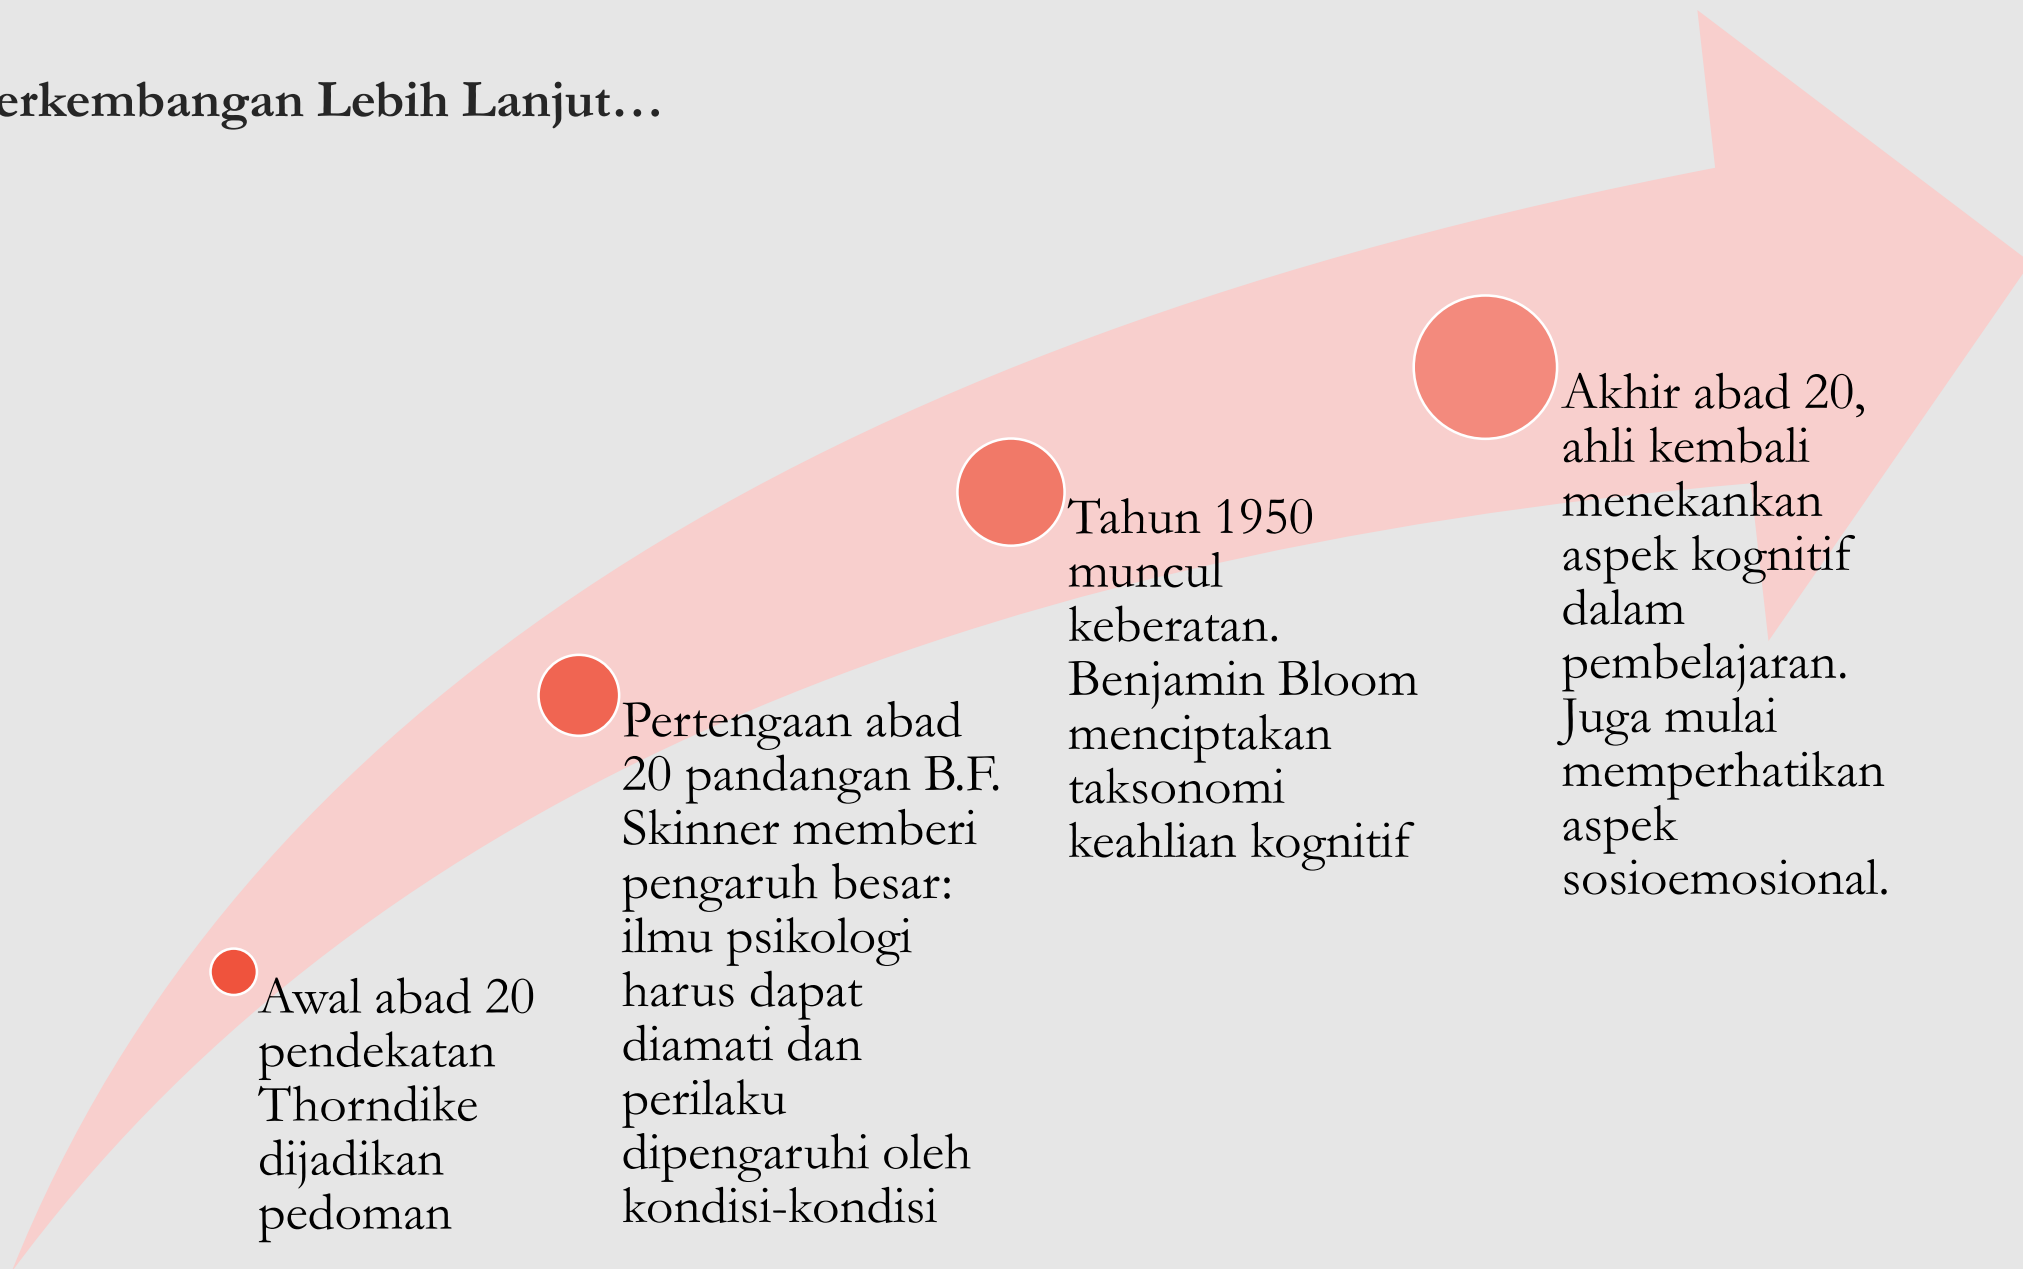 erkembangan Lebih Lanjut…
Awal abad 20
pendekatan
Thorndike
dijadikan
pedoman
Pertengaan abad
20 pandangan B.F.
Skinner memberi
pengaruh besar:
ilmu psikologi
harus dapat
diamati dan
perilaku
dipengaruhi oleh
kondisi-kondisi
Tahun 1950
muncul
keberatan.
Benjamin Bloom
menciptakan
taksonomi
keahlian kognitif
Akhir abad 20,
ahli kembali
menekankan
aspek kognitif
dalam
pembelajaran.
Juga mulai
memperhatikan
aspek
sosioemosional.